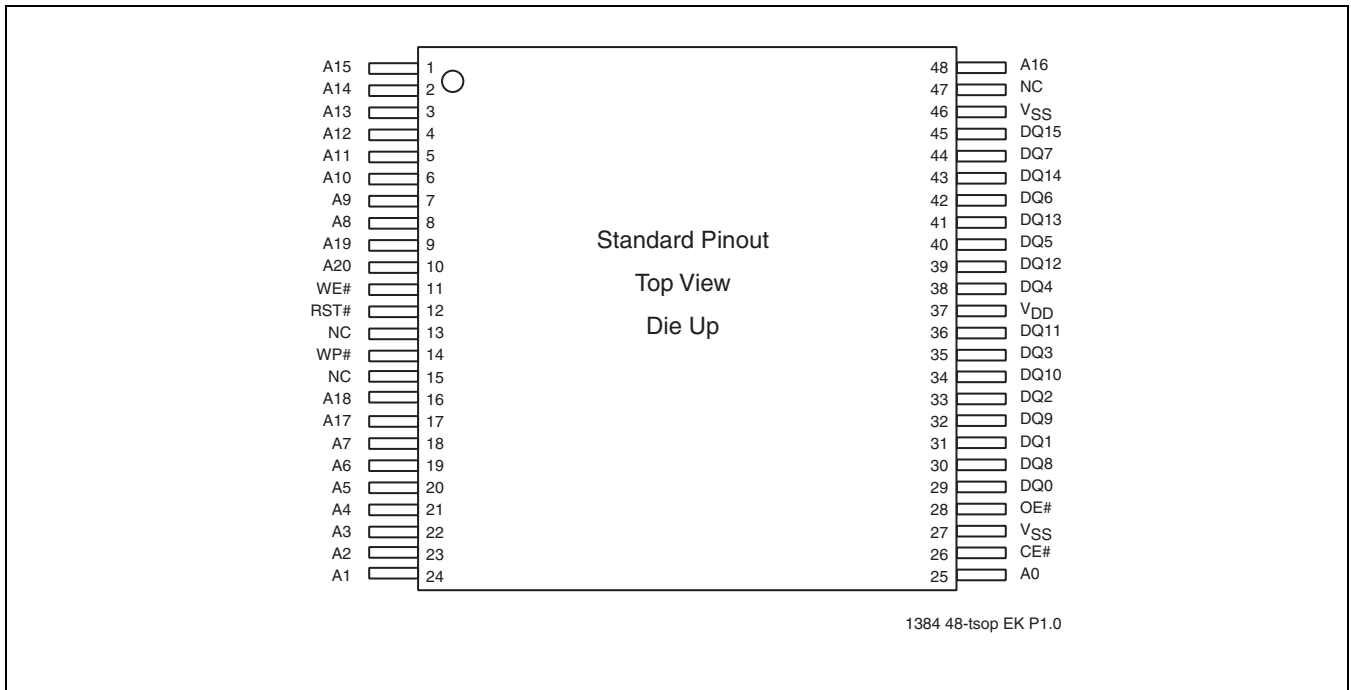 A15 1 48 A16
A14 2 47 NC
A13 3 46 VSS
A12 4 45 DQ15
A11 5 44 DQ7
A10 6 43 DQ14
A9 7 42 DQ6
A8 8 41 DQ13
A19 9 40 DQ5
A20 10 39 DQ12
WE# 11 38 DQ4
RST# 12 37 VDD
NC 13 36 DQ11
WP# 14 35 DQ3
NC 15 34 DQ10
A18 16 33 DQ2
A17 17 32 DQ9
A7 18 31 DQ1
A6 19 30 DQ8
A5 20 29 DQ0
A4 21 28 OE#
A3 22 27 VSS
A2 23 26 CE#
A1 24 25 A0
Standard Pinout
Top View
Die Up
1384 48-tsop EK P1.0